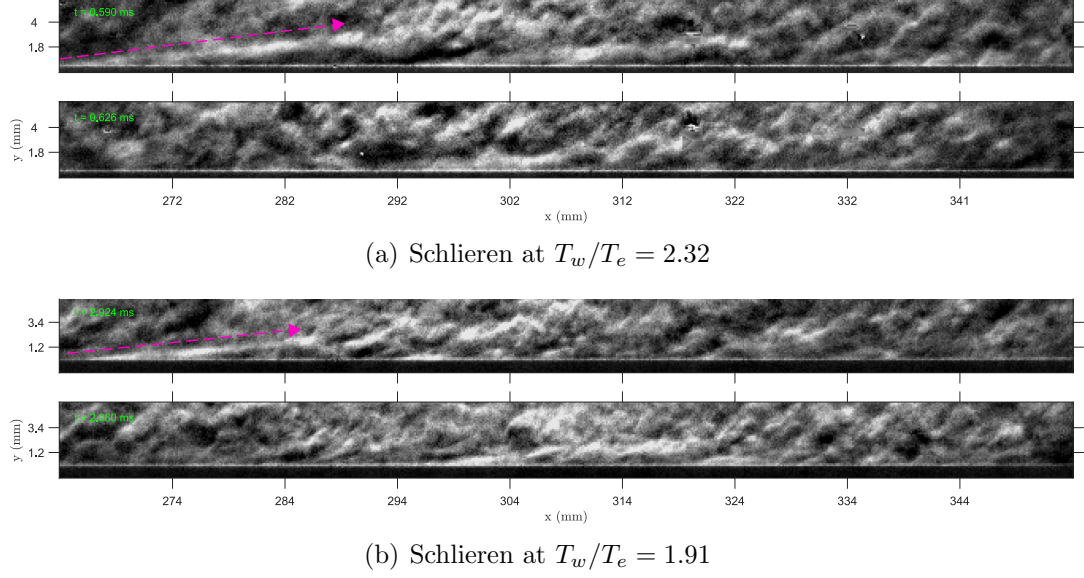 t = 0.590 ms
4
1.8
t = 0.626 ms
4
1.8
y (mm)
272 282 292 302 312 322 332 341
x (mm)
(a) Schlieren at T_w/T_e = 2.32
3.4
1.2
3.4
1.2
y (mm)
274 284 294 304 314 324 334 344
x (mm)
(b) Schlieren at T_w/T_e = 1.91